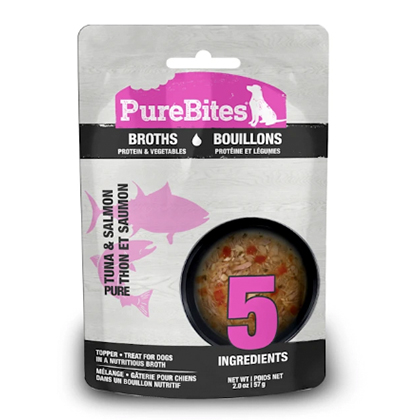 PureBites
BROTHS
PROTEIN & VEGETABLES
BOUILLONS
PROTÉINE ET LÉGUMES
TUNA & SALMON
PURE THON ET SAUMON
5
INGREDIENTS
TOPPER • TREAT FOR DOGS
IN A NUTRITIOUS BROTH
MÉLANGE • GÂTERIE POUR CHIENS
DANS UN BOUILLON NUTRITIF
NET WT | POIDS NET
2.0 oz | 57 g